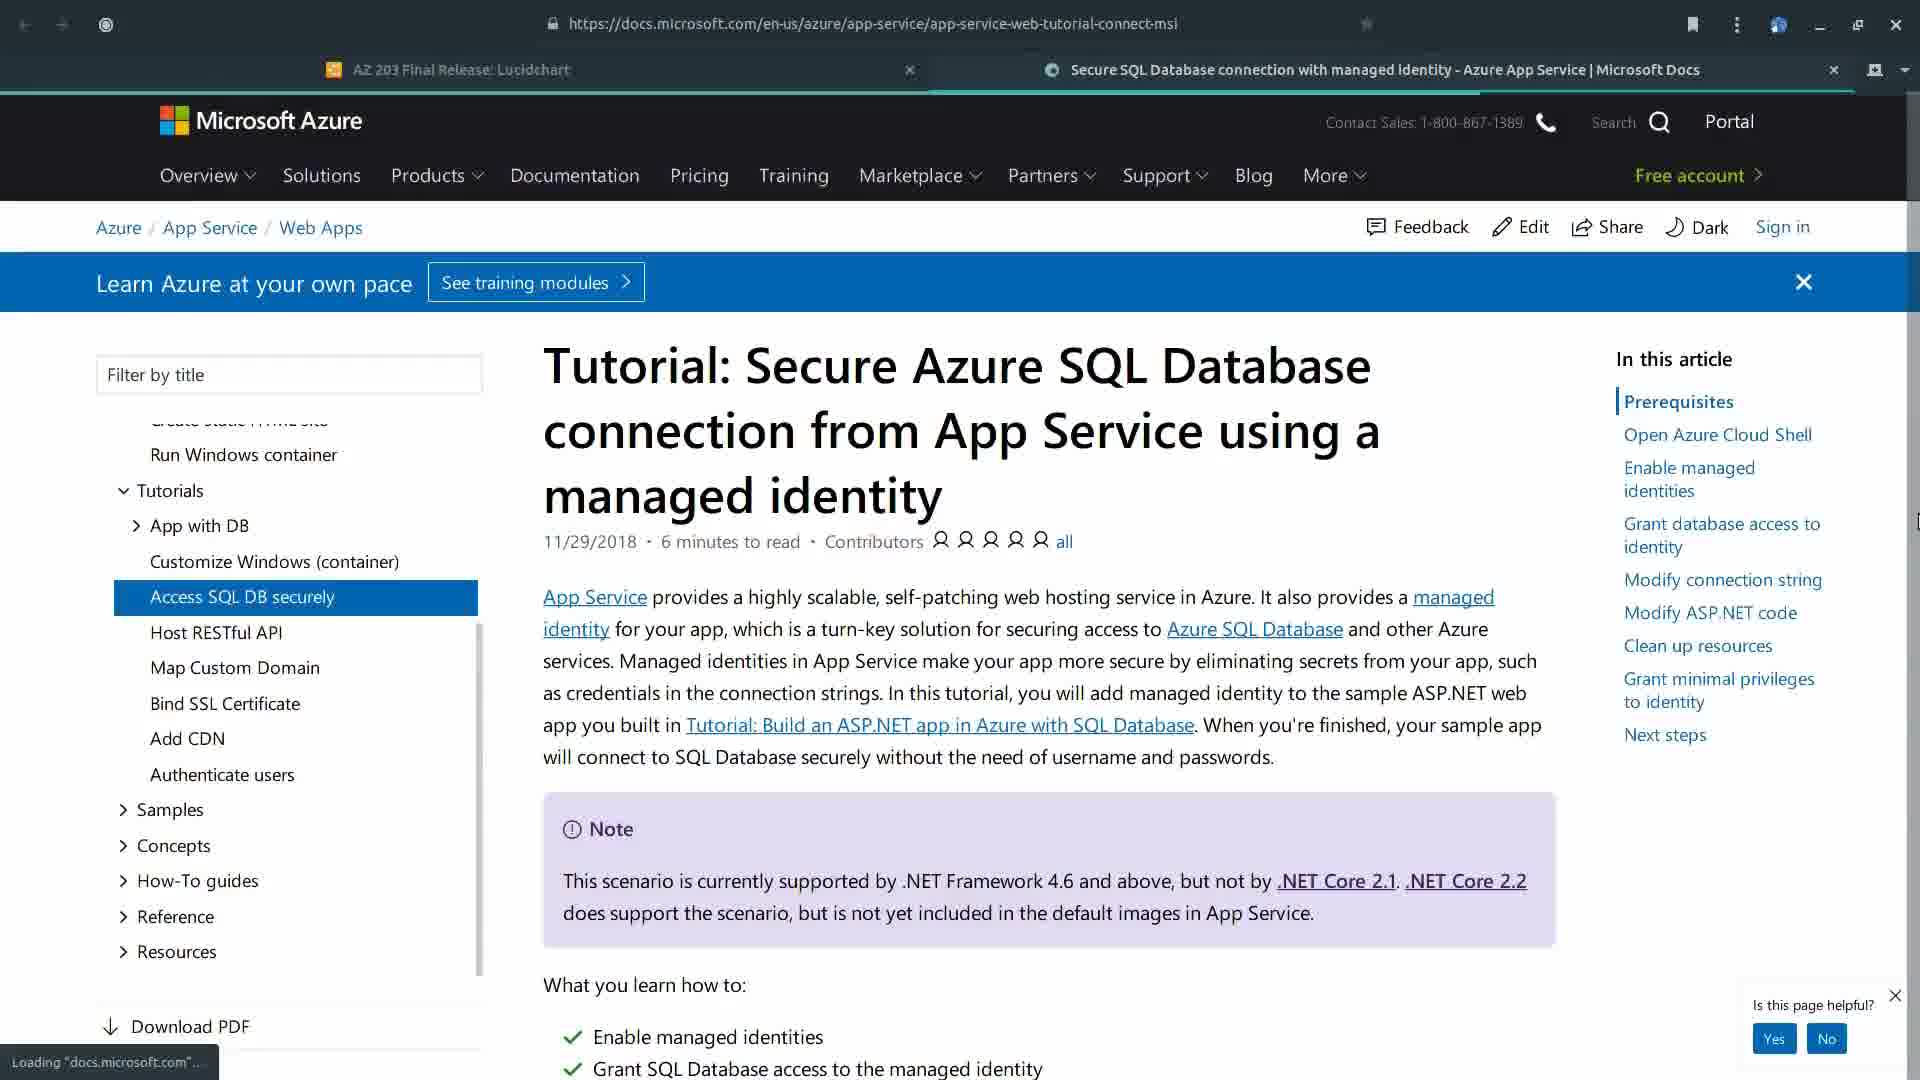 https://docs.microsoft.com/en-us/azure/app-service/app-service-web-tutorial-connect-msi
AZ 203 Final Release: Lucidchart
Secure SQL Database connection with managed identity - Azure App Service | Microsoft Docs
Microsoft Azure
Contact Sales: 1-800-867-1389
Search
Portal
Overview
Solutions
Products
Documentation
Pricing
Training
Marketplace
Partners
Support
Blog
More
Free account
Azure / App Service / Web Apps
Feedback
Edit
Share
Dark
Sign in
Learn Azure at your own pace
See training modules
Filter by title
Create static HTML site
Run Windows container
Tutorials
App with DB
Customize Windows (container)
Access SQL DB securely
Host RESTful API
Map Custom Domain
Bind SSL Certificate
Add CDN
Authenticate users
Samples
Concepts
How-To guides
Reference
Resources
Download PDF
Loading "docs.microsoft.com"...
Tutorial: Secure Azure SQL Database
connection from App Service using a
managed identity
11/29/2018 • 6 minutes to read • Contributors all
App Service provides a highly scalable, self-patching web hosting service in Azure. It also provides a managed
identity for your app, which is a turn-key solution for securing access to Azure SQL Database and other Azure
services. Managed identities in App Service make your app more secure by eliminating secrets from your app, such
as credentials in the connection strings. In this tutorial, you will add managed identity to the sample ASP.NET web
app you built in Tutorial: Build an ASP.NET app in Azure with SQL Database. When you're finished, your sample app
will connect to SQL Database securely without the need of username and passwords.
Note
This scenario is currently supported by .NET Framework 4.6 and above, but not by .NET Core 2.1. .NET Core 2.2
does support the scenario, but is not yet included in the default images in App Service.
What you learn how to:
Enable managed identities
Grant SQL Database access to the managed identity
In this article
Prerequisites
Open Azure Cloud Shell
Enable managed
identities
Grant database access to
identity
Modify connection string
Modify ASP.NET code
Clean up resources
Grant minimal privileges
to identity
Next steps
Is this page helpful?
Yes
No